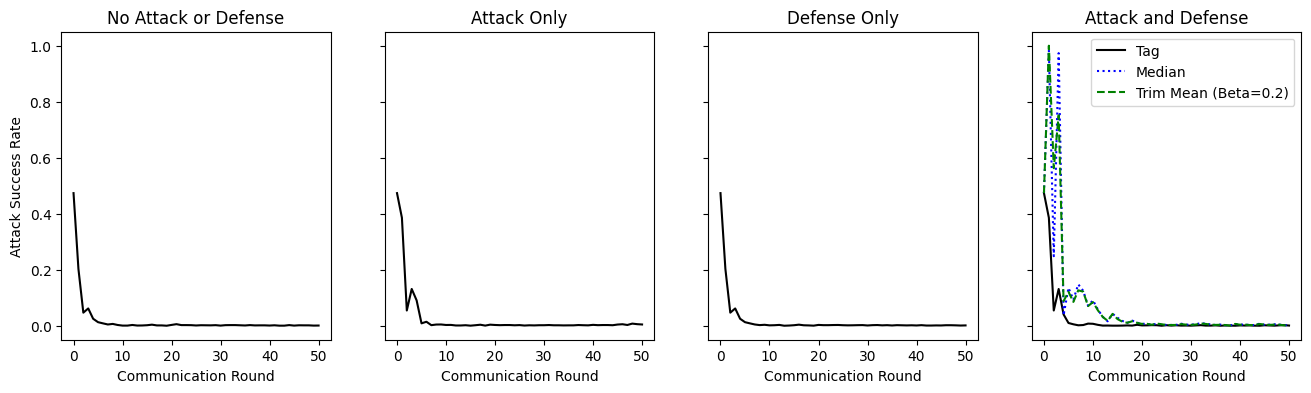 No Attack or Defense
Attack Only
Defense Only
Attack and Defense
Attack Success Rate
1.0
0.8
0.6
0.4
0.2
0.0
Tag
Median
Trim Mean (Beta=0.2)
0 10 20 30 40 50
0 10 20 30 40 50
0 10 20 30 40 50
0 10 20 30 40 50
Communication Round
Communication Round
Communication Round
Communication Round